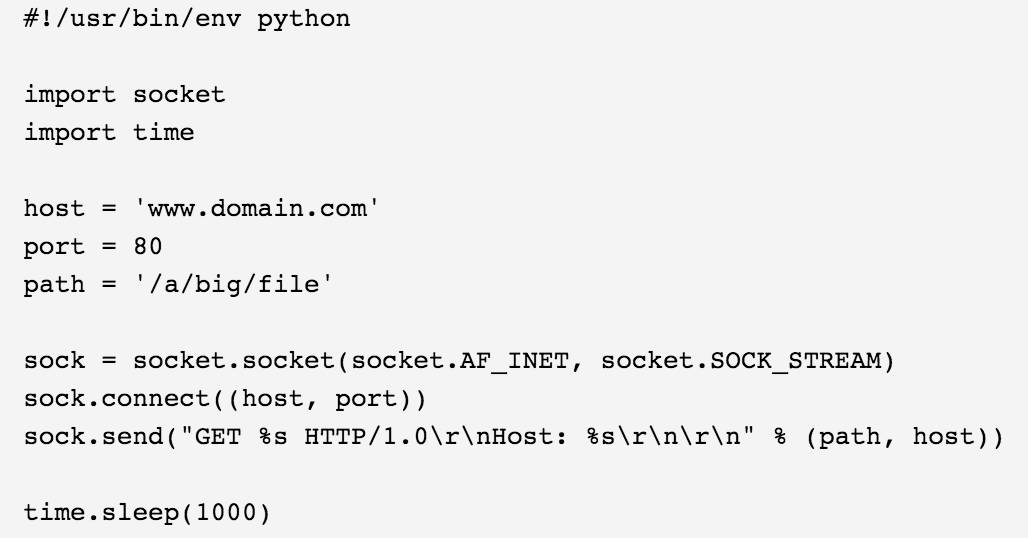 #!/usr/bin/env python
import socket
import time
host = 'www.domain.com'
port = 80
path = '/a/big/file'
sock = socket.socket(socket.AF_INET, socket.SOCK_STREAM)
sock.connect((host, port))
sock.send("GET %s HTTP/1.0\r\nHost: %s\r\n\r\n" % (path, host))
time.sleep(1000)